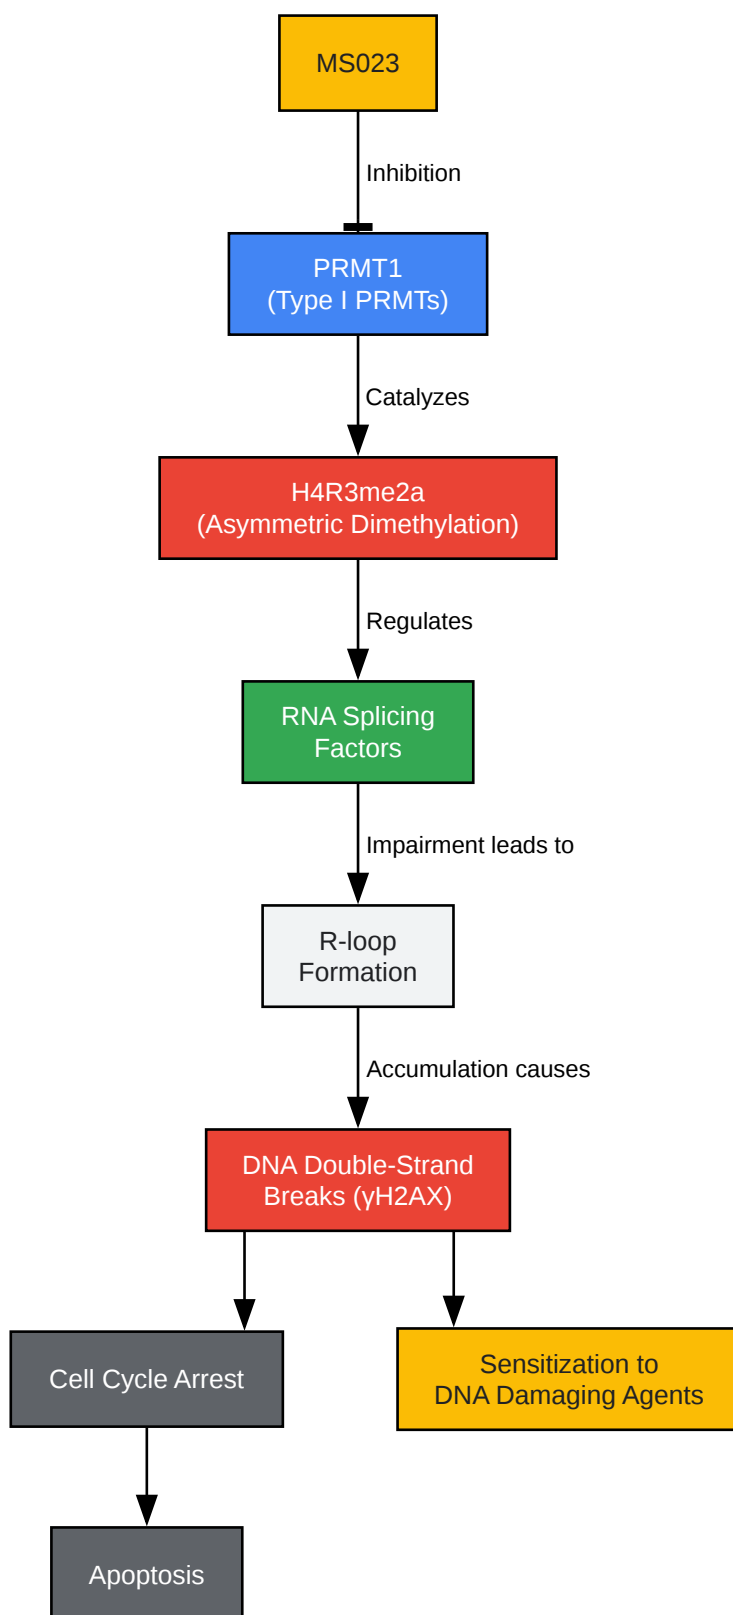 MS023
Inhibition
PRMT1
(Type I PRMTs)
Catalyzes
H4R3me2a
(Asymmetric Dimethylation)
Regulates
RNA Splicing
Factors
Impairment leads to
R-loop
Formation
Accumulation causes
DNA Double-Strand
Breaks (γH2AX)
Cell Cycle Arrest
Sensitization to
DNA Damaging Agents
Apoptosis